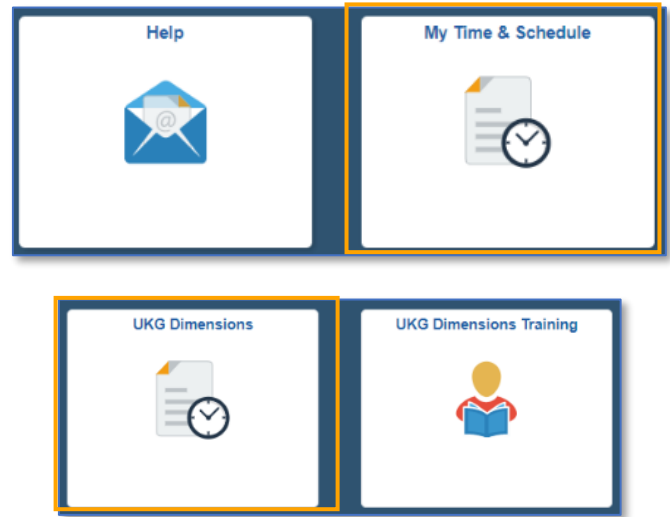 Help
My Time & Schedule
@
UKG Dimensions
UKG Dimensions Training